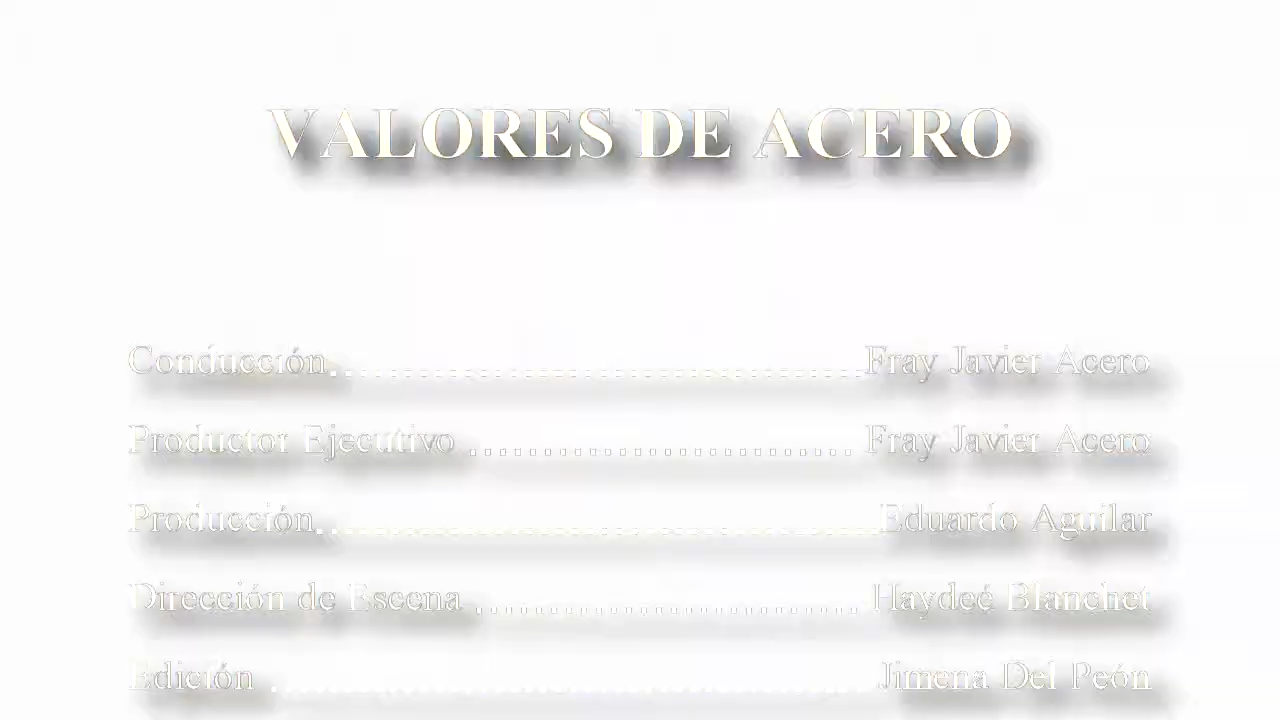 VALORES DE ACERO
Conducción........................................Fray Javier Acero
Productor Ejecutivo .......................... Fray Javier Acero
Producción........................................Eduardo Aguilar
Dirección de Escena .......................... Haydeé Blanchet
Edición ........................................Jimena Del Peón